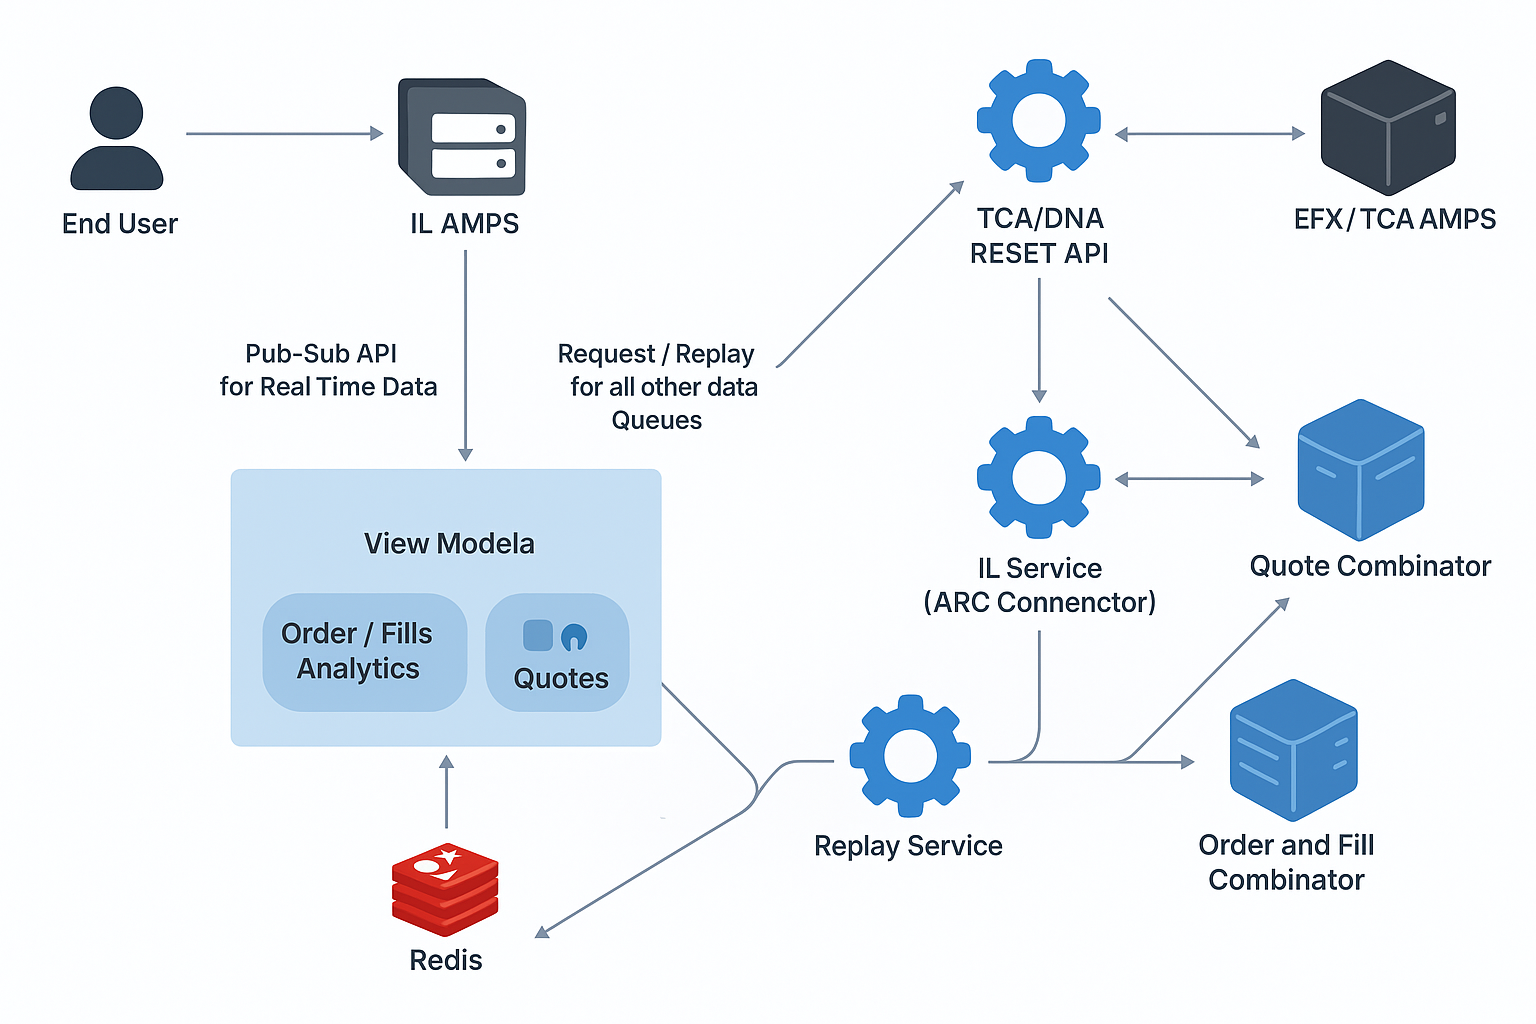 End User
IL AMPS
TCA/DNA
RESET API
EFX / TCA AMPS
Pub-Sub API
for Real Time Data
Request / Replay
for all other data
Queues
View Modela
Order / Fills
Analytics
Quotes
IL Service
(ARC Connenctor)
Quote Combinator
Replay Service
Order and Fill
Combinator
Redis